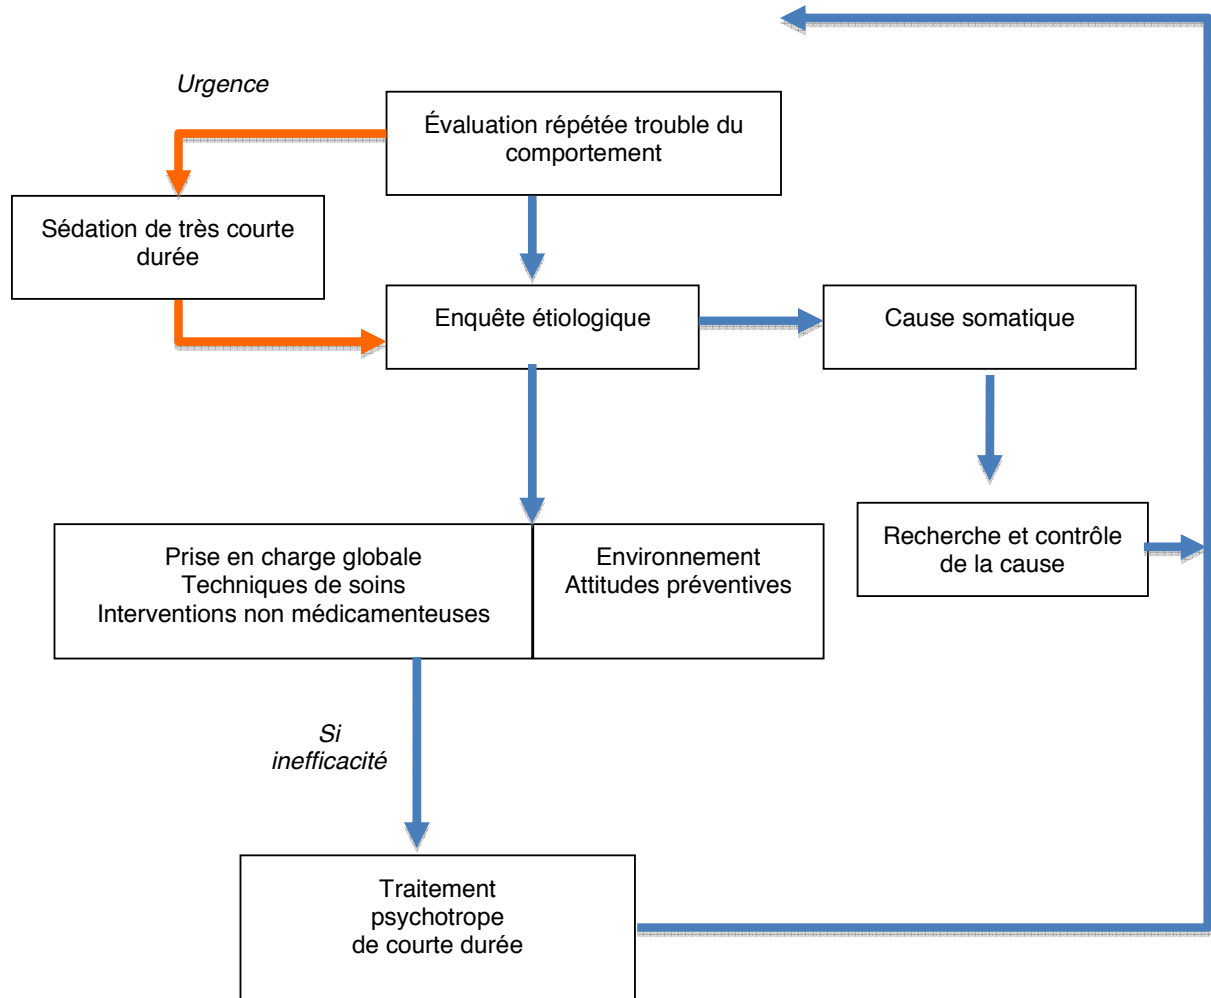 Urgence
Évaluation répétée trouble du
comportement
Sédation de très courte
durée
Enquête étiologique
Cause somatique
Recherche et contrôle
de la cause
Prise en charge globale
Techniques de soins
Interventions non médicamenteuses
Environnement
Attitudes préventives
Si
inefficacité
Traitement
psychotrope
de courte durée